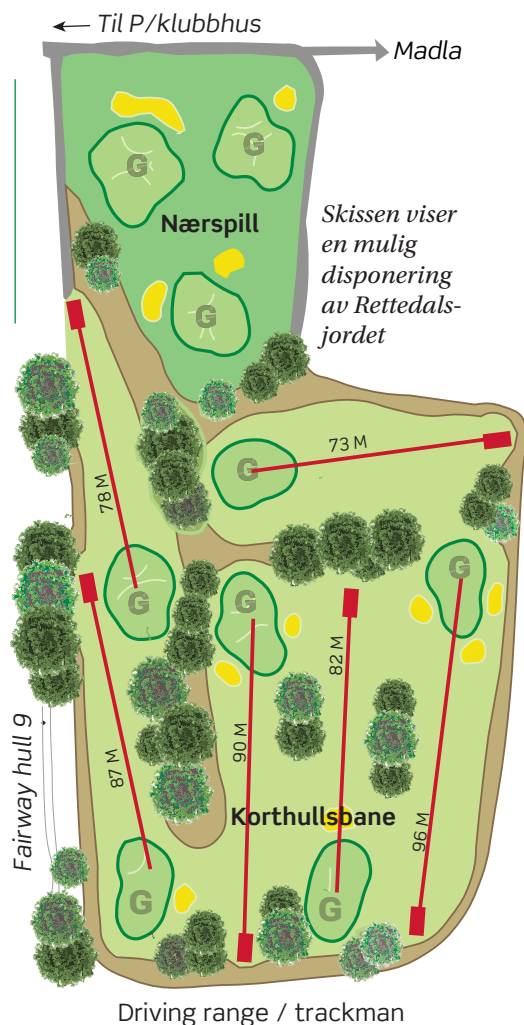 Til P/klubbhus
Madla
G
G
Nærspill
Skissen viser
en mulig
disponering
av Rettedals-
jordet
G
73 M
G
78 M
G
G
G
82 M
90 M
87 M
Fairway hull 9
Korthullsbane
96 M
G
G
Driving range / trackman